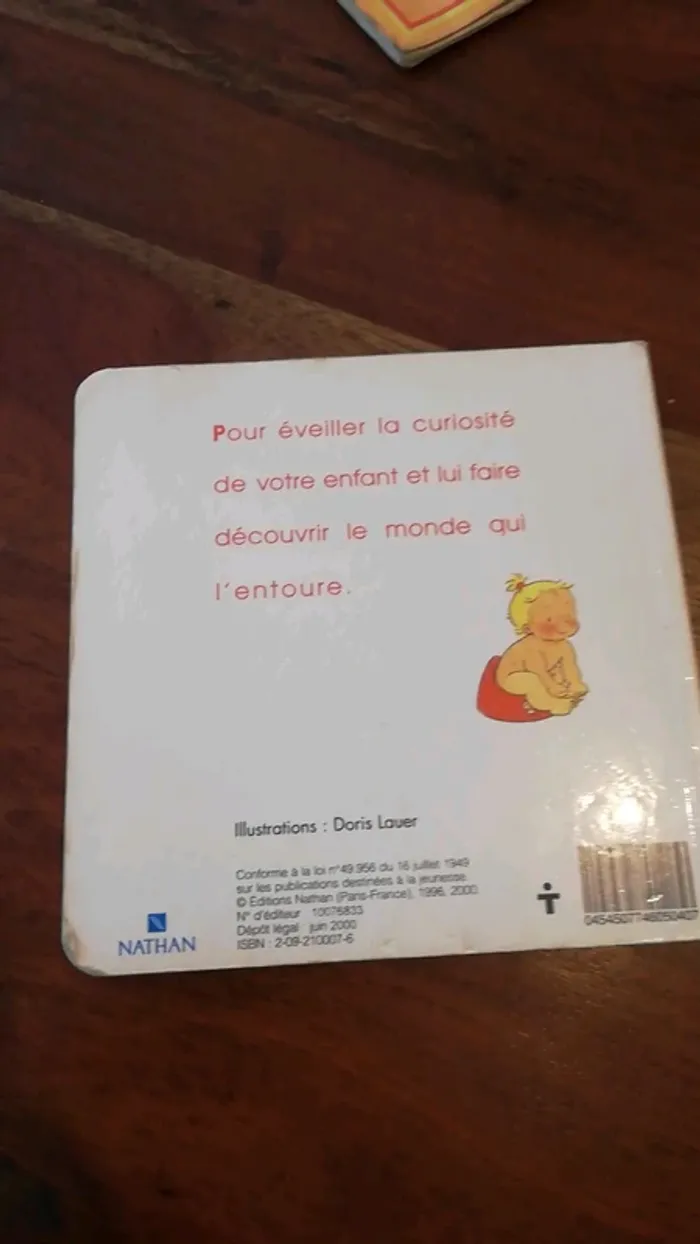 Pour éveiller la curiosité
de votre enfant et lui faire
découvrir le monde qui
l'entoure.
Illustrations : Doris Lauer
Conforme à la loi n°49.956 du 16 juillet 1949
sur les publications destinées à la jeunesse.
© Editions Nathan (Paris-France), 1996, 2000.
N° d'éditeur : 10076833
Dépôt légal : juin 2000
ISBN : 2-09-210007-6
NATHAN